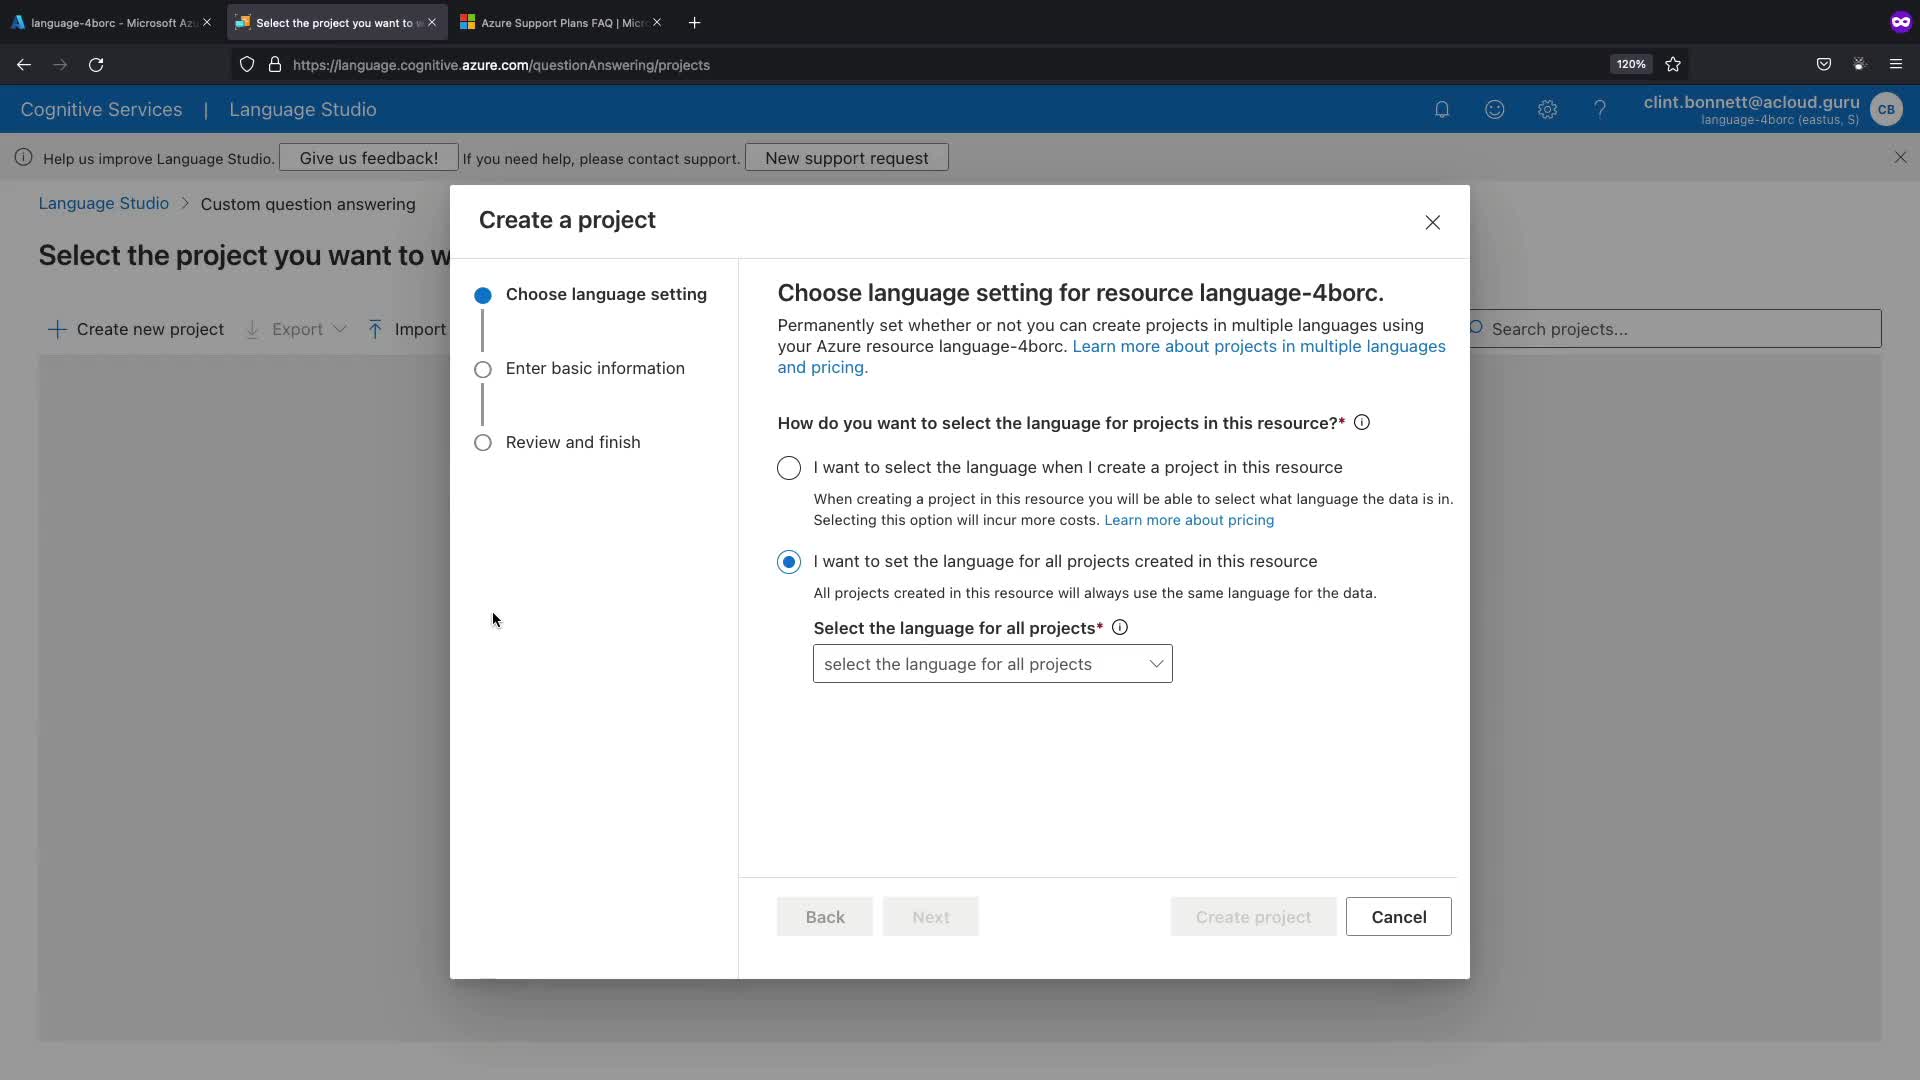 language-4borc - Microsoft Az
Select the project you want to w
Azure Support Plans FAQ | Micr
https://language.cognitive.azure.com/questionAnswering/projects
120%
Cognitive Services | Language Studio
clint.bonnett@acloud.guru
language-4borc (eastus, S)
CB
Help us improve Language Studio.
Give us feedback!
If you need help, please contact support.
New support request
Language Studio > Custom question answering
Select the project you want to w
Create new project
Export
Import
Search projects...
Create a project
Choose language setting
Enter basic information
Review and finish
Choose language setting for resource language-4borc.
Permanently set whether or not you can create projects in multiple languages using
your Azure resource language-4borc. Learn more about projects in multiple languages
and pricing.
How do you want to select the language for projects in this resource?*
I want to select the language when I create a project in this resource
When creating a project in this resource you will be able to select what language the data is in.
Selecting this option will incur more costs. Learn more about pricing
I want to set the language for all projects created in this resource
All projects created in this resource will always use the same language for the data.
Select the language for all projects*
select the language for all projects
Back
Next
Create project
Cancel